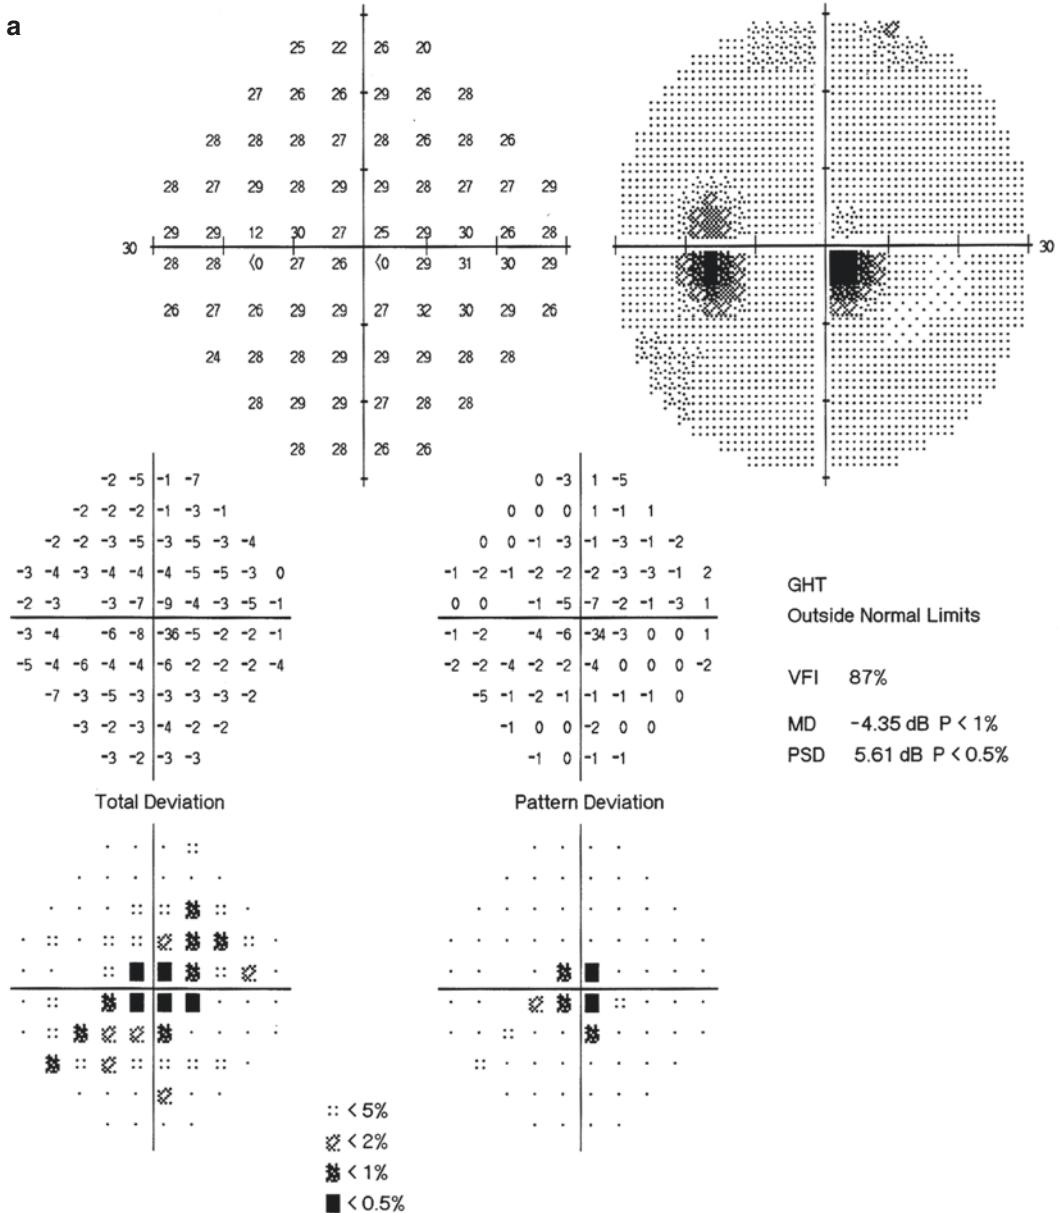 a
25 22 26 20
27 26 26 29 26 28
28 28 28 27 28 26 28 26
28 27 29 28 29 29 28 27 27 29
29 29 12 30 27 25 29 30 26 28
30 30
28 28 ⟨0 27 26 ⟨0 29 31 30 29
26 27 26 29 29 27 32 30 29 26
24 28 28 29 29 29 28 28
28 29 29 27 28 28
28 28 26 26
-2 -5 -1 -7
-2 -2 -2 -1 -3 -1
-2 -2 -3 -5 -3 -5 -3 -4
-3 -4 -3 -4 -4 -4 -5 -5 -3 0
-2 -3 -3 -7 -9 -4 -3 -5 -1
-3 -4 -6 -8 -36 -5 -2 -2 -1
-5 -4 -6 -4 -4 -6 -2 -2 -2 -4
-7 -3 -5 -3 -3 -3 -3 -2
-3 -2 -3 -4 -2 -2
-3 -2 -3 -3
Total Deviation
0 -3 1 -5
0 0 0 1 -1 1
0 0 -1 -3 -1 -3 -1 -2
-1 -2 -1 -2 -2 -2 -3 -3 -1 2
0 0 -1 -5 -7 -2 -1 -3 1
-1 -2 -4 -6 -34 -3 0 0 1
-2 -2 -4 -2 -2 -4 0 0 0 -2
-5 -1 -2 -1 -1 -1 -1 0
-1 0 0 -2 0 0
-1 0 -1 -1
Pattern Deviation
GHT
Outside Normal Limits
VFI 87%
MD -4.35 dB P < 1%
PSD 5.61 dB P < 0.5%
< 5%
< 2%
< 1%
< 0.5%